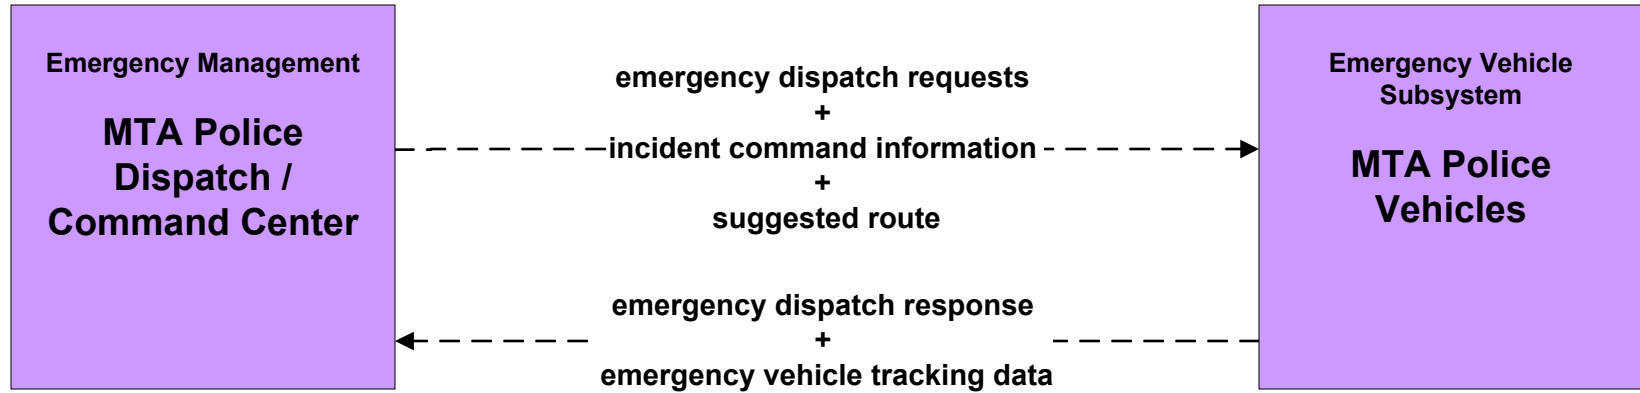 Emergency Management
MTA Police
Dispatch /
Command Center
emergency dispatch requests
+
incident command information
+
suggested route
emergency dispatch response
+
emergency vehicle tracking data
Emergency Vehicle
Subsystem
MTA Police
Vehicles